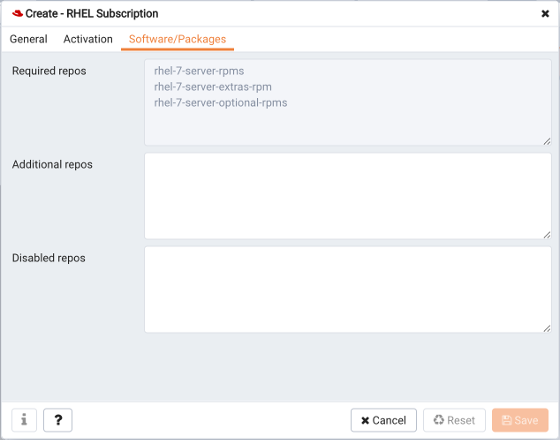 Create - RHEL Subscription
General Activation Software/Packages
Required repos
rhel-7-server-rpms
rhel-7-server-extras-rpm
rhel-7-server-optional-rpms
Additional repos
Disabled repos
i ? Cancel Reset Save